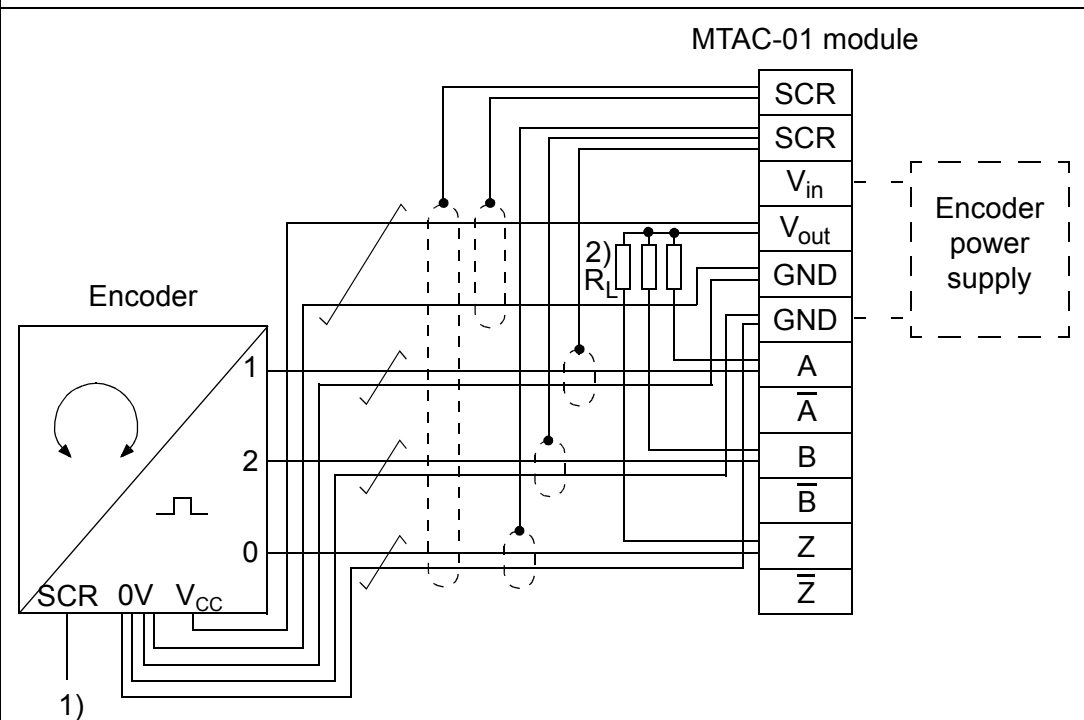 MTAC-01 module
SCR
SCR
Vin
Vout
GND
GND
A
A̅
B
B̅
Z
Z̅
Encoder
power
supply
2)
RL
Encoder
1
2
0
SCR 0V VCC
1)